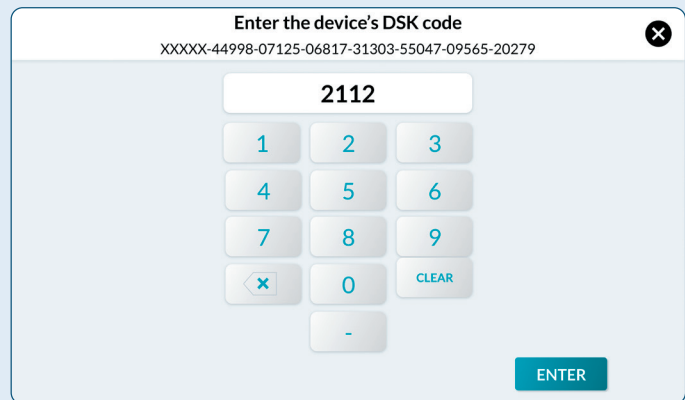 Enter the device's DSK code
XXXXX-44998-07125-06817-31303-55047-09565-20279
2112
1 2 3
4 5 6
7 8 9
0 CLEAR
-
ENTER